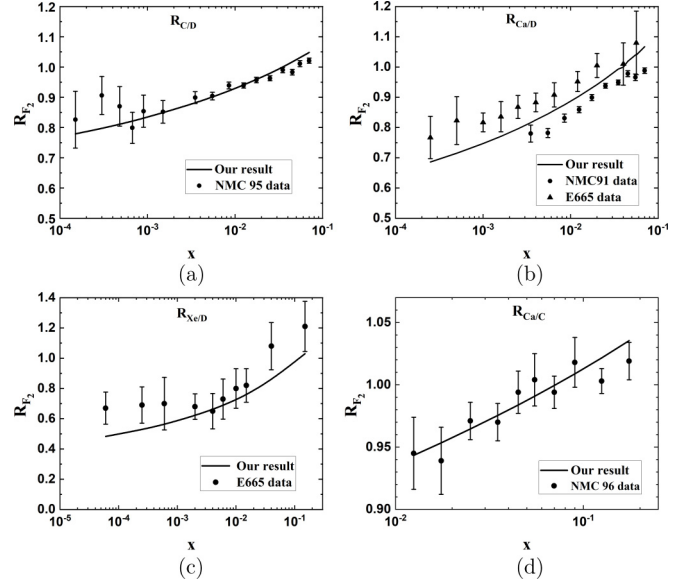 R_C/D
R_F2
1.2
1.1
1.0
0.9
0.8
0.7
0.6
0.5
Our result
NMC 95 data
10^-4
10^-3
10^-2
10^-1
x
(a)
R_Ca/D
R_F2
1.2
1.1
1.0
0.9
0.8
0.7
0.6
0.5
Our result
NMC91 data
E665 data
10^-4
10^-3
10^-2
10^-1
x
(b)
R_Xe/D
R_F2
1.4
1.2
1.0
0.8
0.6
0.4
0.2
0.0
Our result
E665 data
10^-5
10^-4
10^-3
10^-2
10^-1
x
(c)
R_Ca/C
R_F2
1.05
1.00
0.95
0.90
Our result
NMC 96 data
10^-2
10^-1
x
(d)